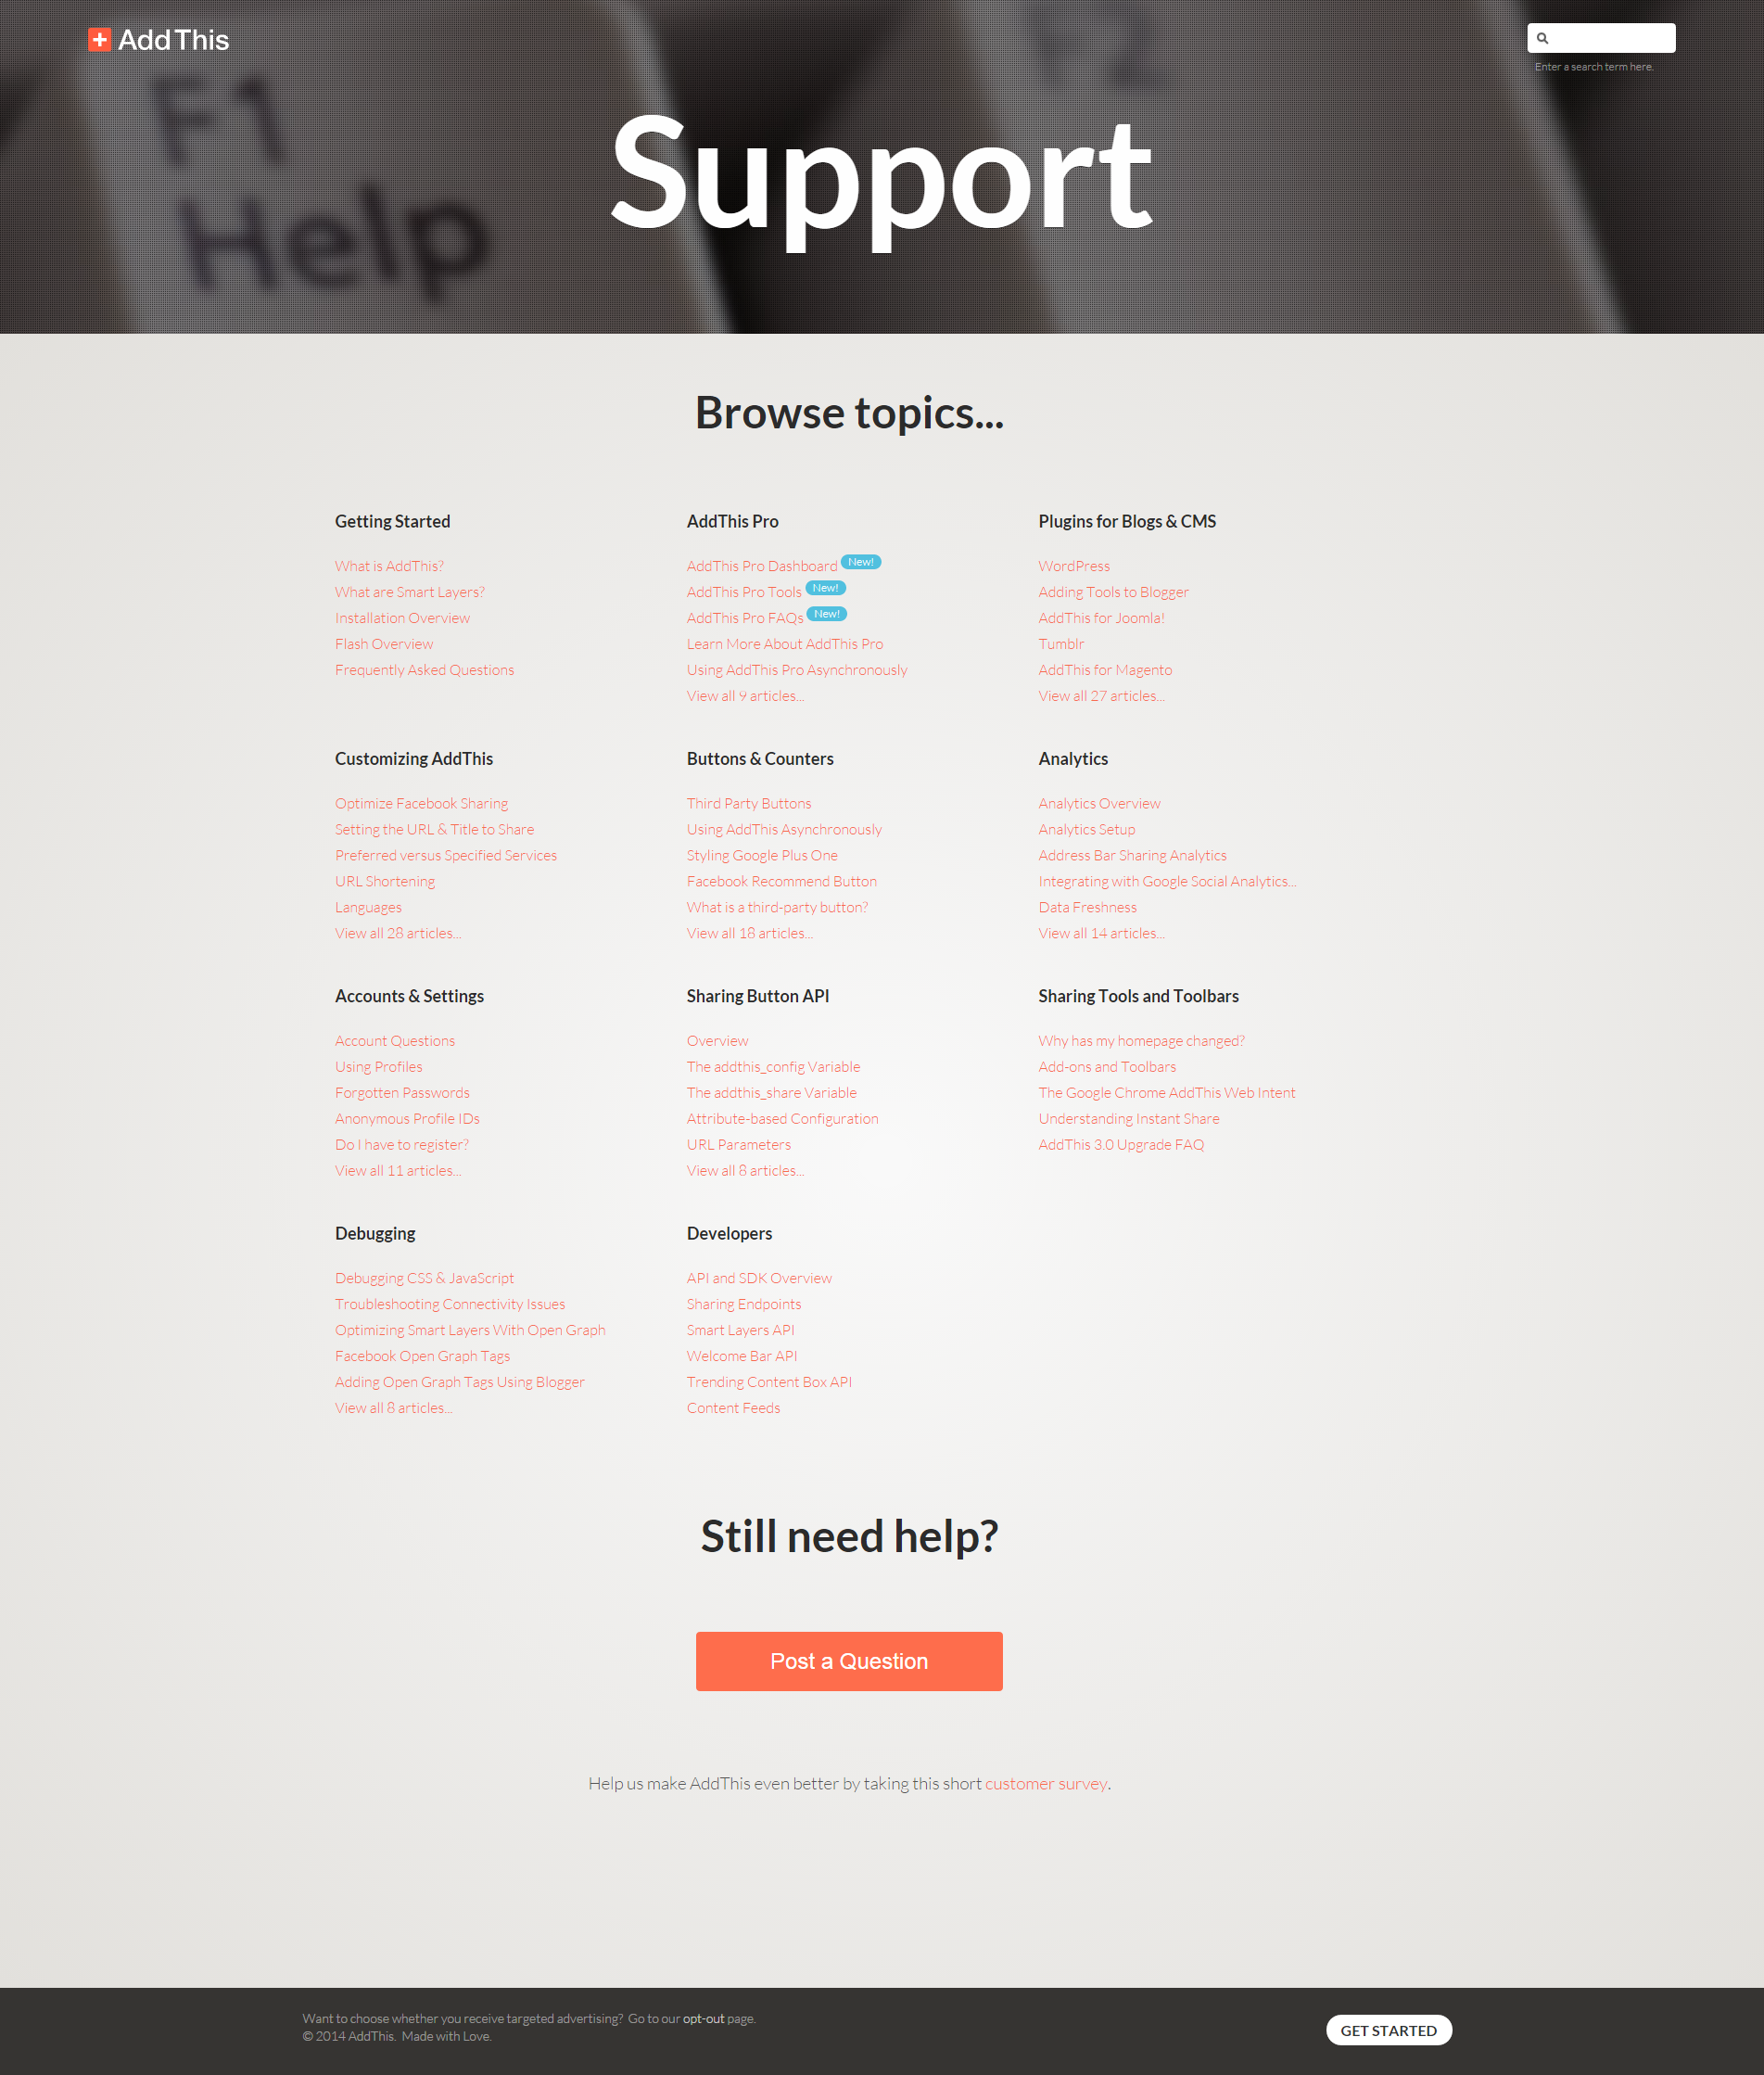 AddThis
Enter a search term here.
F1
Help
F2
Support
Browse topics...
Getting Started
What is AddThis?
What are Smart Layers?
Installation Overview
Flash Overview
Frequently Asked Questions
AddThis Pro
AddThis Pro Dashboard New!
AddThis Pro Tools New!
AddThis Pro FAQs New!
Learn More About AddThis Pro
Using AddThis Pro Asynchronously
View all 9 articles...
Plugins for Blogs & CMS
WordPress
Adding Tools to Blogger
AddThis for Joomla!
Tumblr
AddThis for Magento
View all 27 articles...
Customizing AddThis
Optimize Facebook Sharing
Setting the URL & Title to Share
Preferred versus Specified Services
URL Shortening
Languages
View all 28 articles...
Buttons & Counters
Third Party Buttons
Using AddThis Asynchronously
Styling Google Plus One
Facebook Recommend Button
What is a third-party button?
View all 18 articles...
Analytics
Analytics Overview
Analytics Setup
Address Bar Sharing Analytics
Integrating with Google Social Analytics...
Data Freshness
View all 14 articles...
Accounts & Settings
Account Questions
Using Profiles
Forgotten Passwords
Anonymous Profile IDs
Do I have to register?
View all 11 articles...
Sharing Button API
Overview
The addthis_config Variable
The addthis_share Variable
Attribute-based Configuration
URL Parameters
View all 8 articles...
Sharing Tools and Toolbars
Why has my homepage changed?
Add-ons and Toolbars
The Google Chrome AddThis Web Intent
Understanding Instant Share
AddThis 3.0 Upgrade FAQ
Debugging
Debugging CSS & JavaScript
Troubleshooting Connectivity Issues
Optimizing Smart Layers With Open Graph
Facebook Open Graph Tags
Adding Open Graph Tags Using Blogger
View all 8 articles...
Developers
API and SDK Overview
Sharing Endpoints
Smart Layers API
Welcome Bar API
Trending Content Box API
Content Feeds
Still need help?
Post a Question
Help us make AddThis even better by taking this short customer survey.
Want to choose whether you receive targeted advertising? Go to our opt-out page.
© 2014 AddThis. Made with Love.
GET STARTED